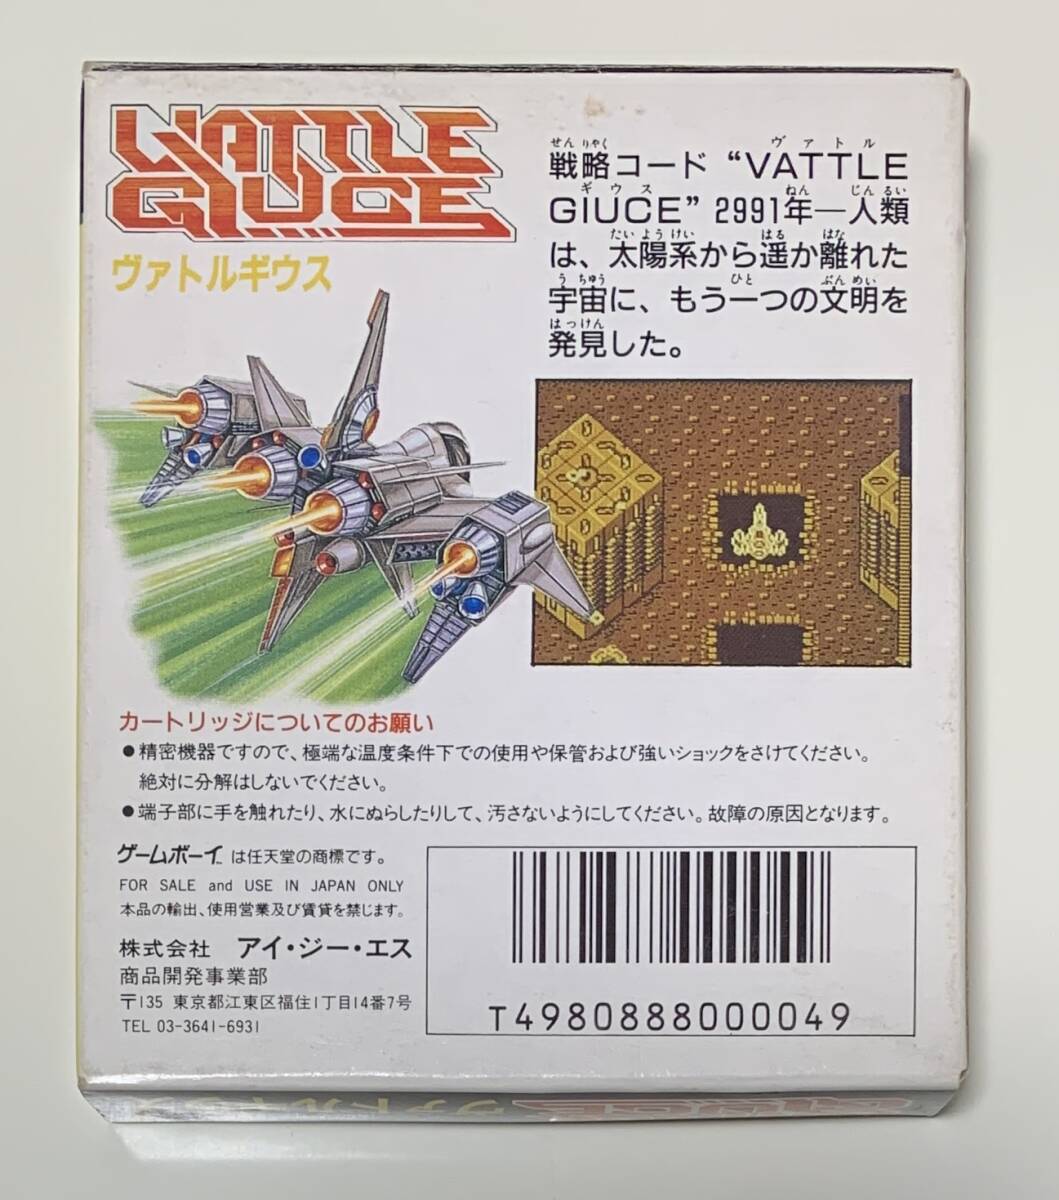 VATTLE
GIUCE
ヴァトルギウス
せんりゃく ヴァトル
戦略コード “VATTLE
ギウス ねん じんるい
GIUCE” 2991年—人類
たいようけい はる はな
は、太陽系から遥か離れた
うちゅう ひと ぶんめい
宇宙に、もう一つの文明を
はっけん
発見した。
カートリッジについてのお願い
●精密機器ですので、極端な温度条件下での使用や保管および強いショックをさけてください。
絶対に分解はしないでください。
●端子部に手を触れたり、水にぬらしたりして、汚さないようにしてください。故障の原因となります。
ゲームボーイ™は任天堂の商標です。
FOR SALE and USE IN JAPAN ONLY
本品の輸出、使用営業及び賃貸を禁じます。
株式会社 アイ・ジー・エス
商品開発事業部
〒135 東京都江東区福住1丁目14番7号
TEL 03-3641-6931
T4980888000049
ヴァトルギウス